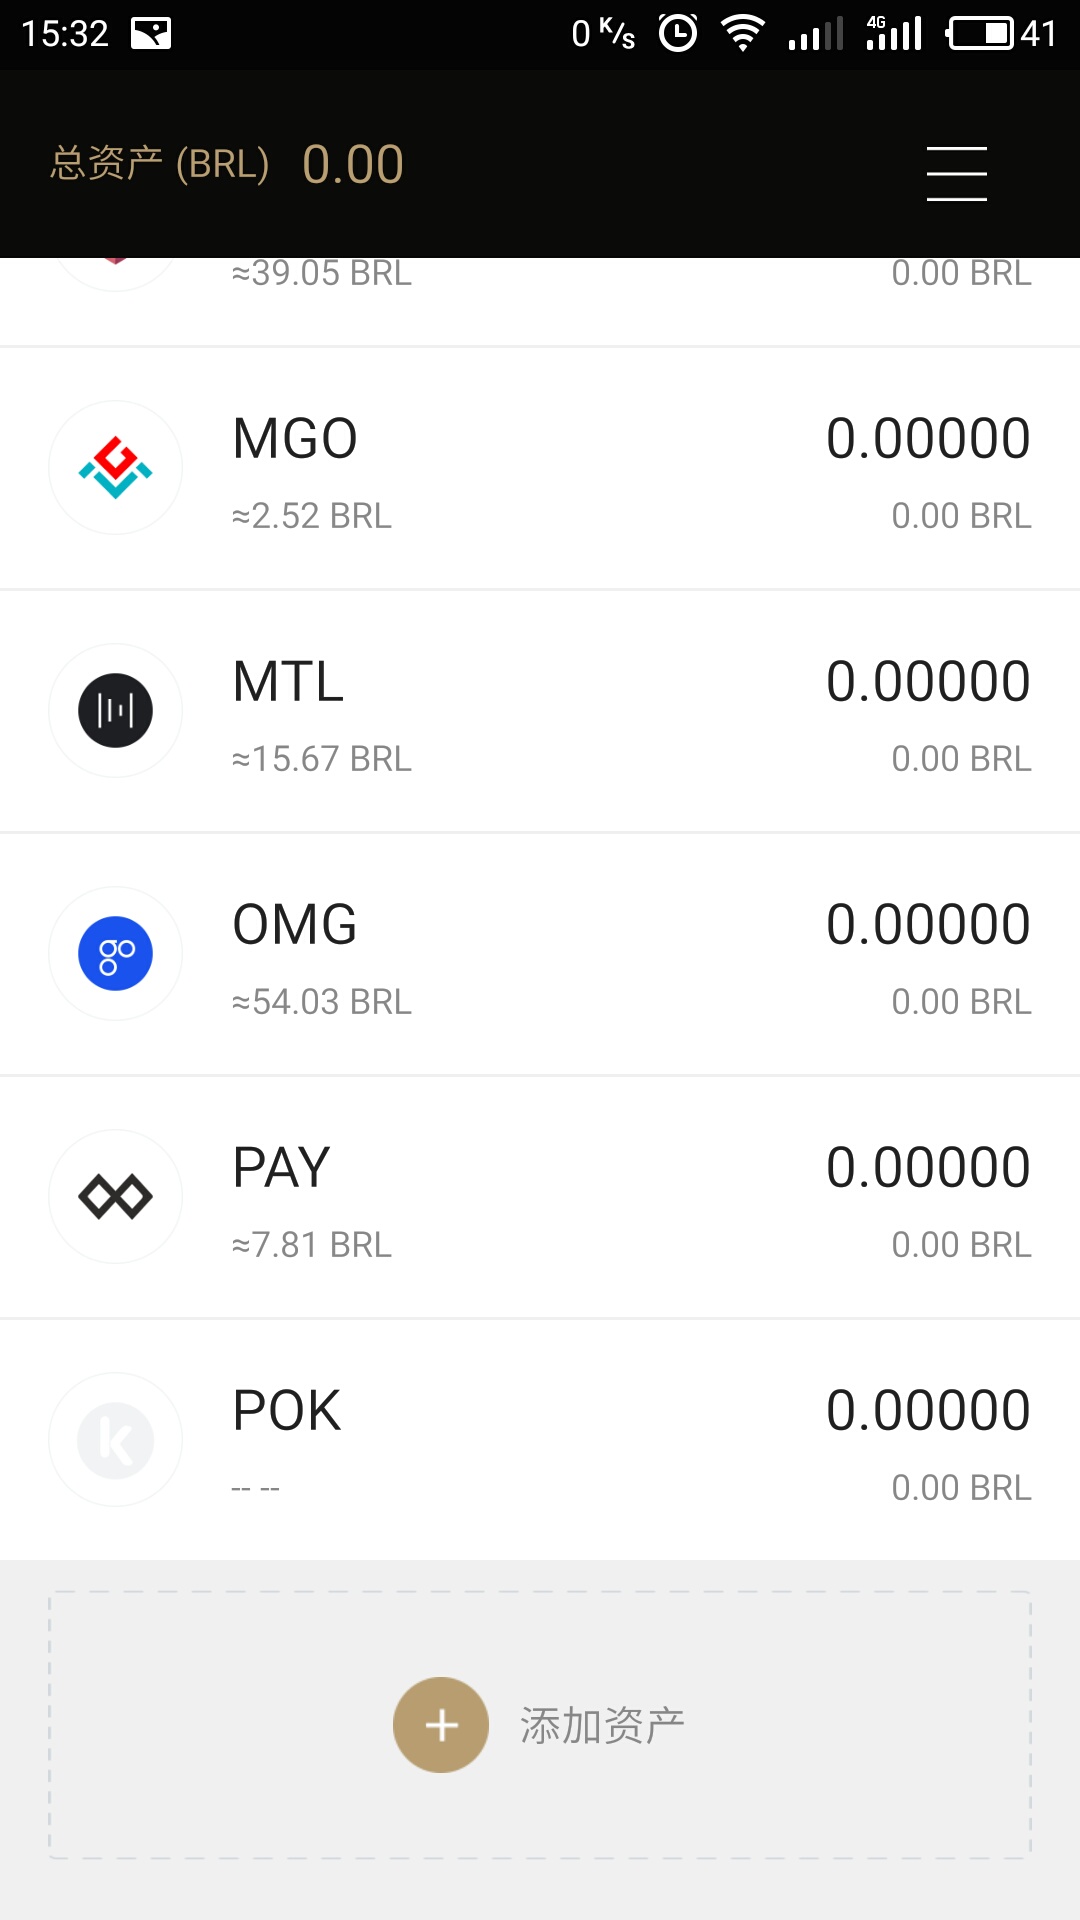 15:32 0 K/s 4G 41
总资产 (BRL) 0.00
≈39.05 BRL 0.00 BRL
MGO 0.00000
≈2.52 BRL 0.00 BRL
MTL 0.00000
≈15.67 BRL 0.00 BRL
OMG 0.00000
≈54.03 BRL 0.00 BRL
PAY 0.00000
≈7.81 BRL 0.00 BRL
POK 0.00000
-- -- 0.00 BRL
添加资产